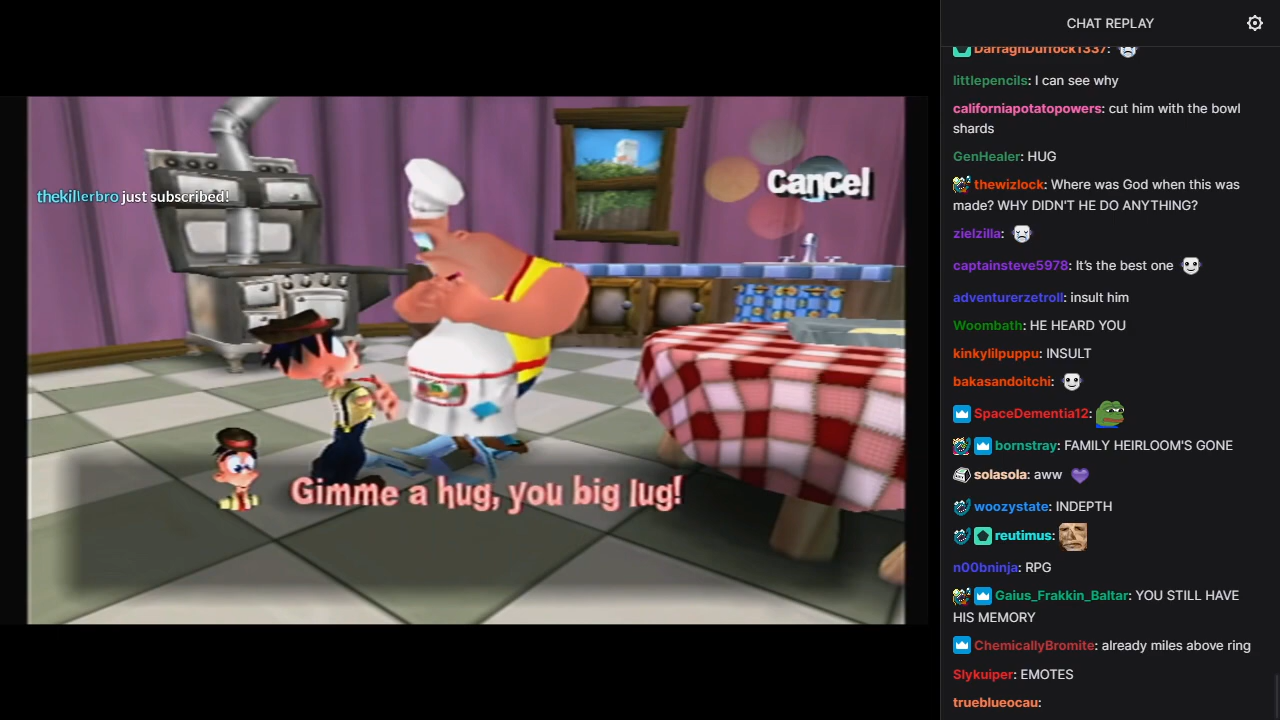 thekillerbro just subscribed!
Cancel
Gimme a hug, you big lug!
CHAT REPLAY
DarraghDuffock1337:
littlepencils: I can see why
californiapotatopowers: cut him with the bowl
shards
GenHealer: HUG
thewizlock: Where was God when this was
made? WHY DIDN'T HE DO ANYTHING?
zielzilla:
captainsteve5978: It's the best one
adventurerzetroll: insult him
Woombath: HE HEARD YOU
kinkylilpuppu: INSULT
bakasandoitchi:
SpaceDementia12:
bornstray: FAMILY HEIRLOOM'S GONE
solasola: aww
woozystate: INDEPTH
reutimus:
n00bninja: RPG
Gaius_Frakkin_Baltar: YOU STILL HAVE
HIS MEMORY
ChemicallyBromite: already miles above ring
Slykuiper: EMOTES
trueblueocau: